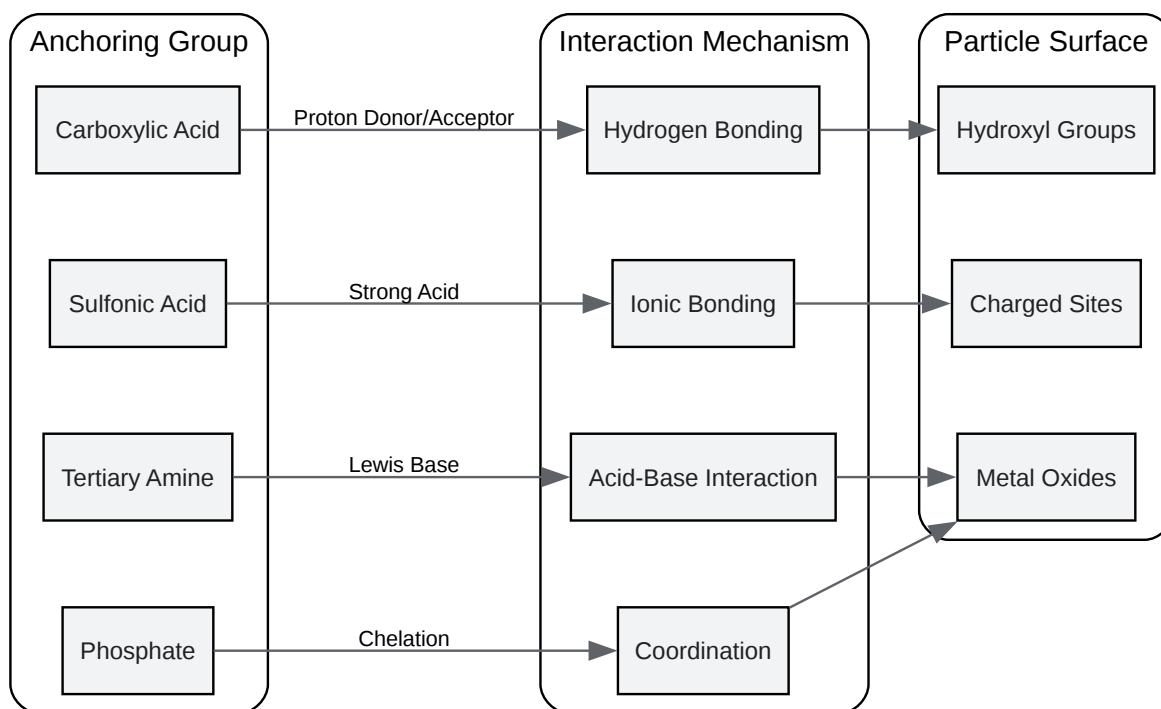 Anchoring Group
Interaction Mechanism
Particle Surface
Carboxylic Acid
Proton Donor/Acceptor
Hydrogen Bonding
Hydroxyl Groups
Sulfonic Acid
Strong Acid
Ionic Bonding
Charged Sites
Tertiary Amine
Lewis Base
Acid-Base Interaction
Metal Oxides
Phosphate
Chelation
Coordination